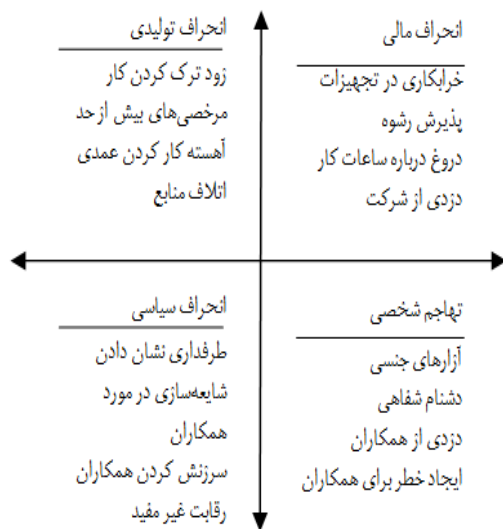 انحراف مالی
خرابکاری در تجهیزات
پذیرش رشوه
دروغ درباره ساعات کار
دزدی از شرکت
انحراف تولیدی
زود ترک کردن کار
مرخصی‌های بیش از حد
آهسته کار کردن عمدی
اتلاف منابع
تهاجم شخصی
آزارهای جنسی
دشنام شفاهی
دزدی از همکاران
ایجاد خطر برای همکاران
انحراف سیاسی
طرفداری نشان دادن
شایعه‌سازی در مورد
همکاران
سرزنش کردن همکاران
رقابت غیر مفید